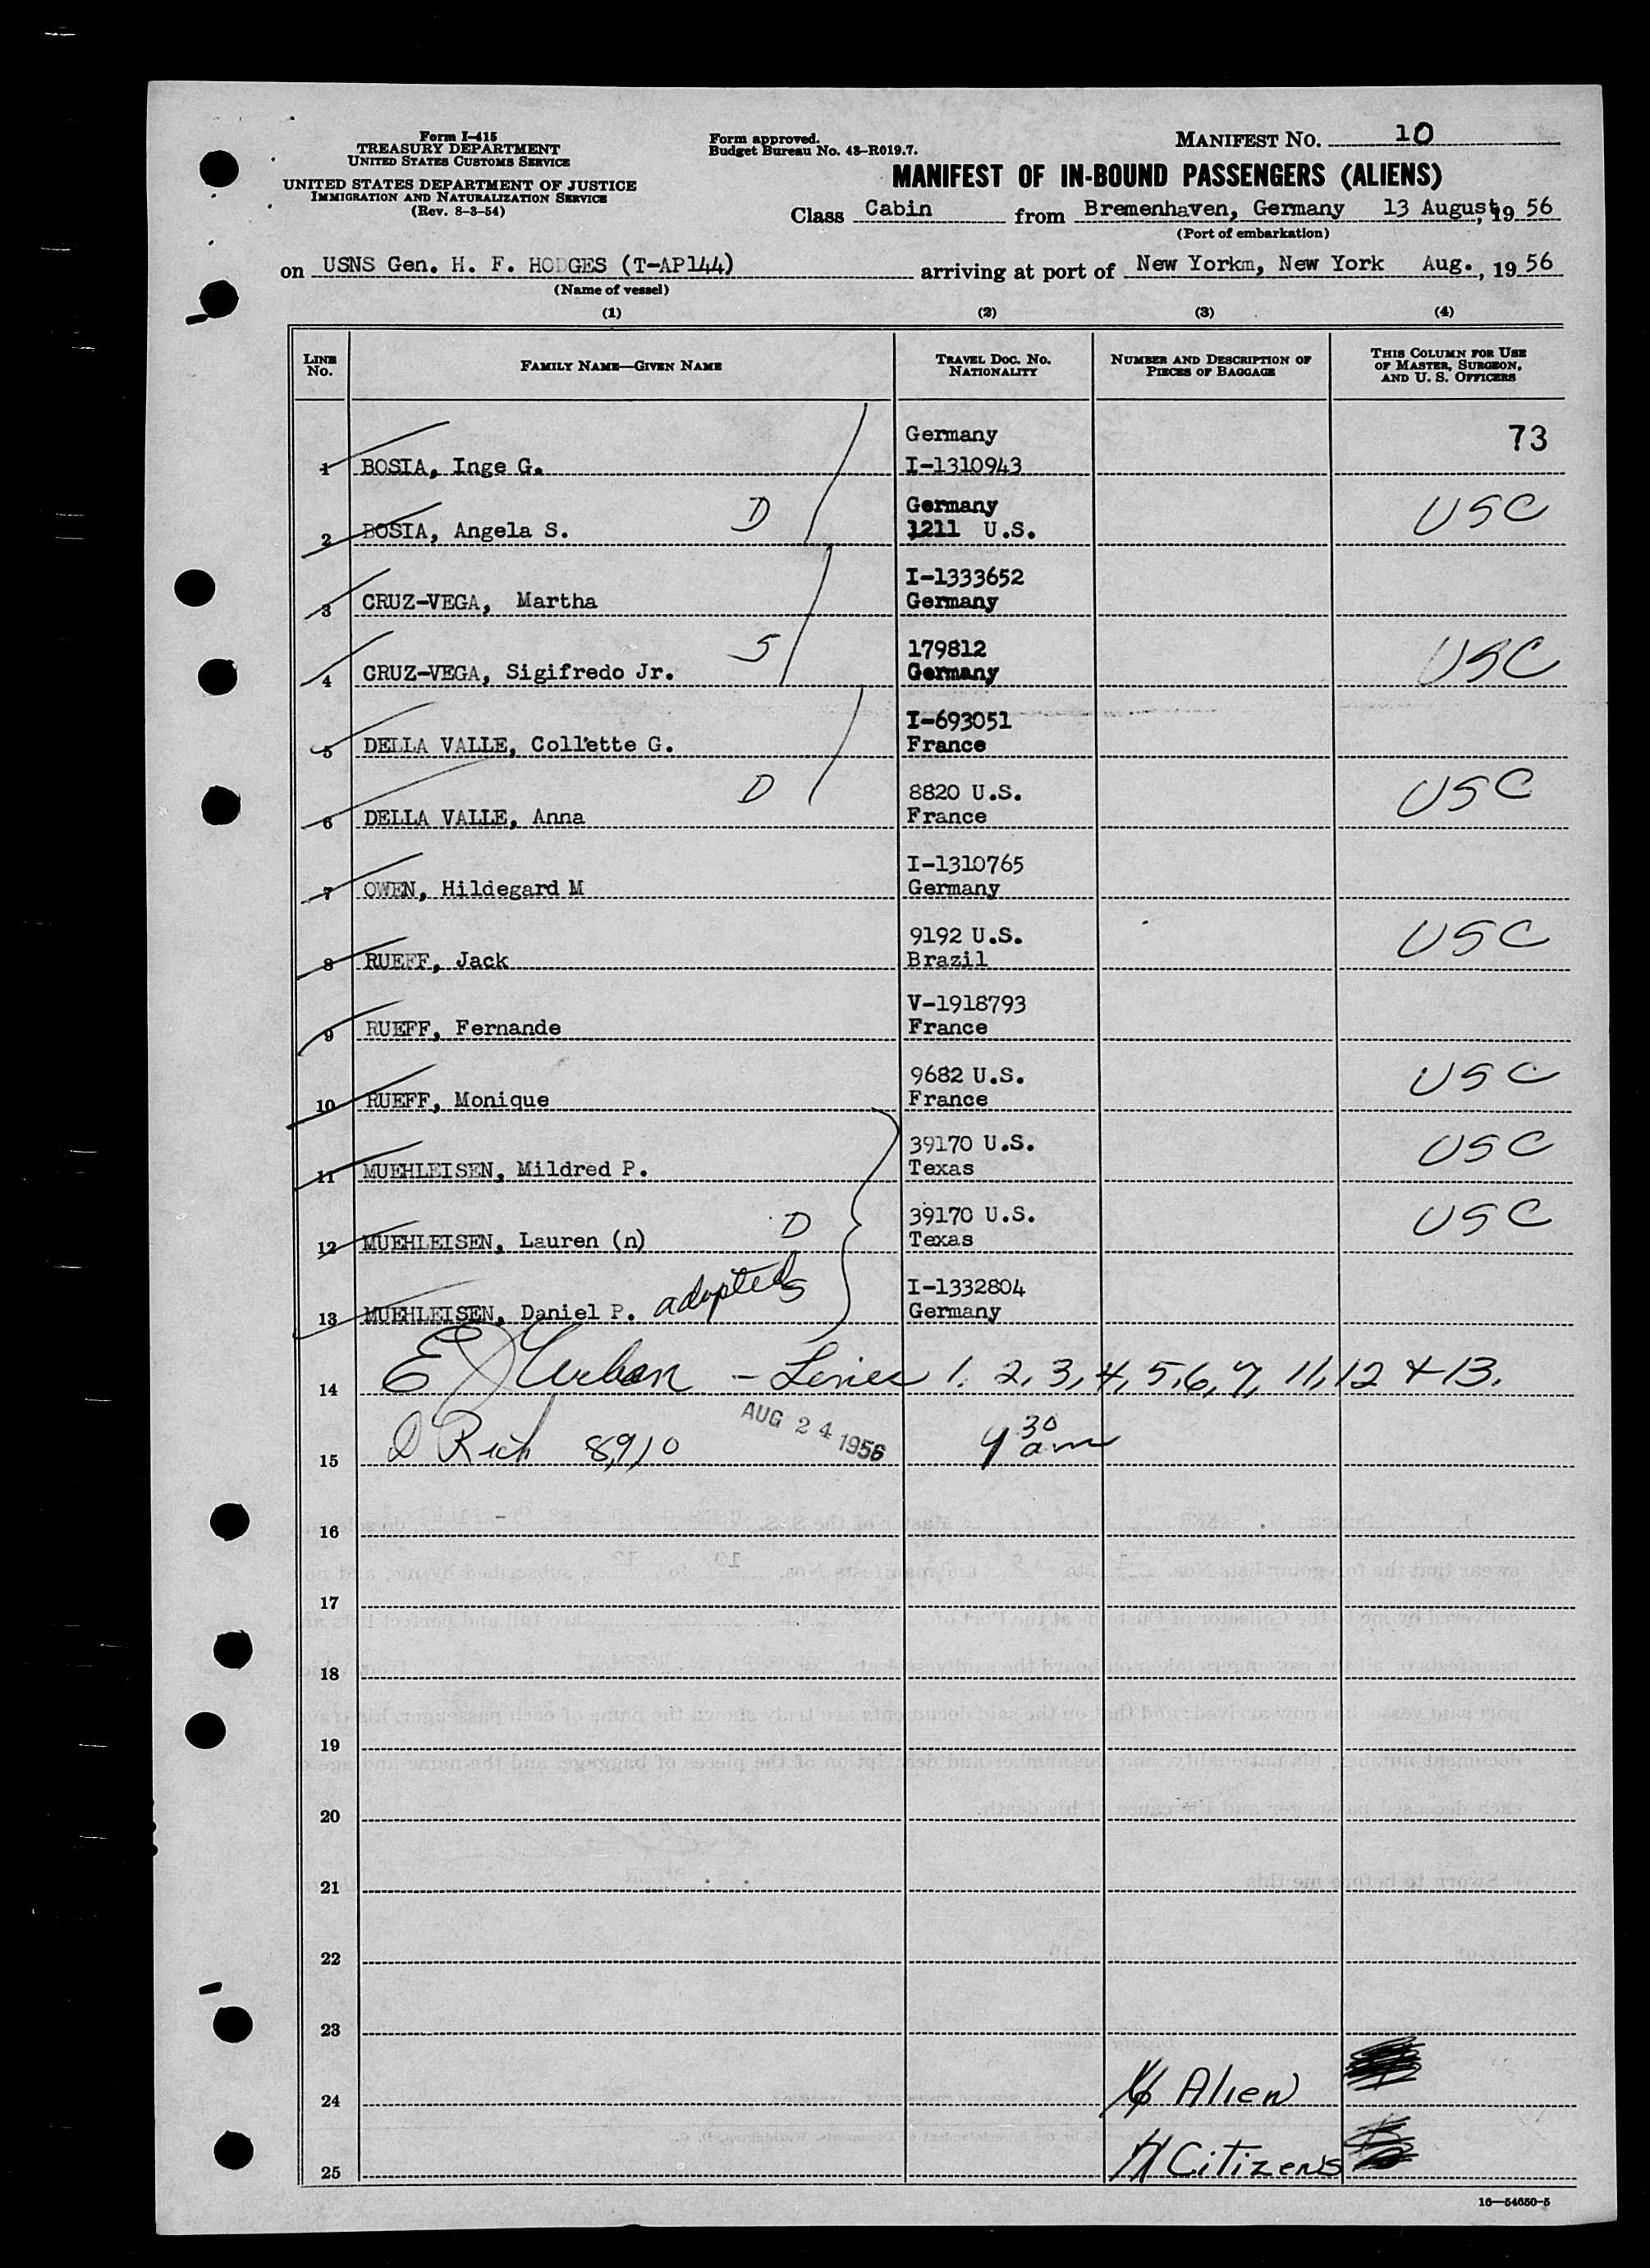 Form I-415
TREASURY DEPARTMENT
UNITED STATES CUSTOMS SERVICE
UNITED STATES DEPARTMENT OF JUSTICE
IMMIGRATION AND NATURALIZATION SERVICE
(Rev. 8-3-54)
Form approved.
Budget Bureau No. 43-R019.7.
MANIFEST NO. 10
MANIFEST OF IN-BOUND PASSENGERS (ALIENS)
Class Cabin from Bremenhaven, Germany 13 August, 19 56
(Port of embarkation)
on USNS Gen. H. F. HODGES (T-AP144) arriving at port of New Yorkm, New York Aug., 19 56
(Name of vessel)
(1) (2) (3) (4)
LINE No. FAMILY NAME—GIVEN NAME TRAVEL DOC. NO. NATIONALITY NUMBER AND DESCRIPTION OF PIECES OF BAGGAGE THIS COLUMN FOR USE OF MASTER, SURGEON, AND U. S. OFFICERS
Germany 73
1 BOSIA, Inge G. I-1310943
Germany
2 BOSIA, Angela S. D 1211 U.S. USC
I-1333652
3 CRUZ-VEGA, Martha Germany
179812
4 CRUZ-VEGA, Sigifredo Jr. S Germany USC
I-693051
5 DELLA VALLE, Collette G. France
8820 U.S.
6 DELLA VALLE, Anna D France USC
I-1310765
7 OWEN, Hildegard M Germany
9192 U.S.
8 RUEFF, Jack Brazil USC
V-1918793
9 RUEFF, Fernande France
9682 U.S.
10 RUEFF, Monique France USC
39170 U.S.
11 MUEHLEISEN, Mildred P. Texas USC
39170 U.S.
12 MUEHLEISEN, Lauren (n) D Texas USC
I-1332804
13 MUEHLEISEN, Daniel P. adopted S Germany
14 E J - Lines 1, 2, 3, 4, 5, 6, 7, 11, 12 & 13.
15 D Rich 8,9,10 AUG 24 1956 9 30 am
16
17
18
19
20
21
22
23
24 6 Alien
25 Citizens
16—54650-5